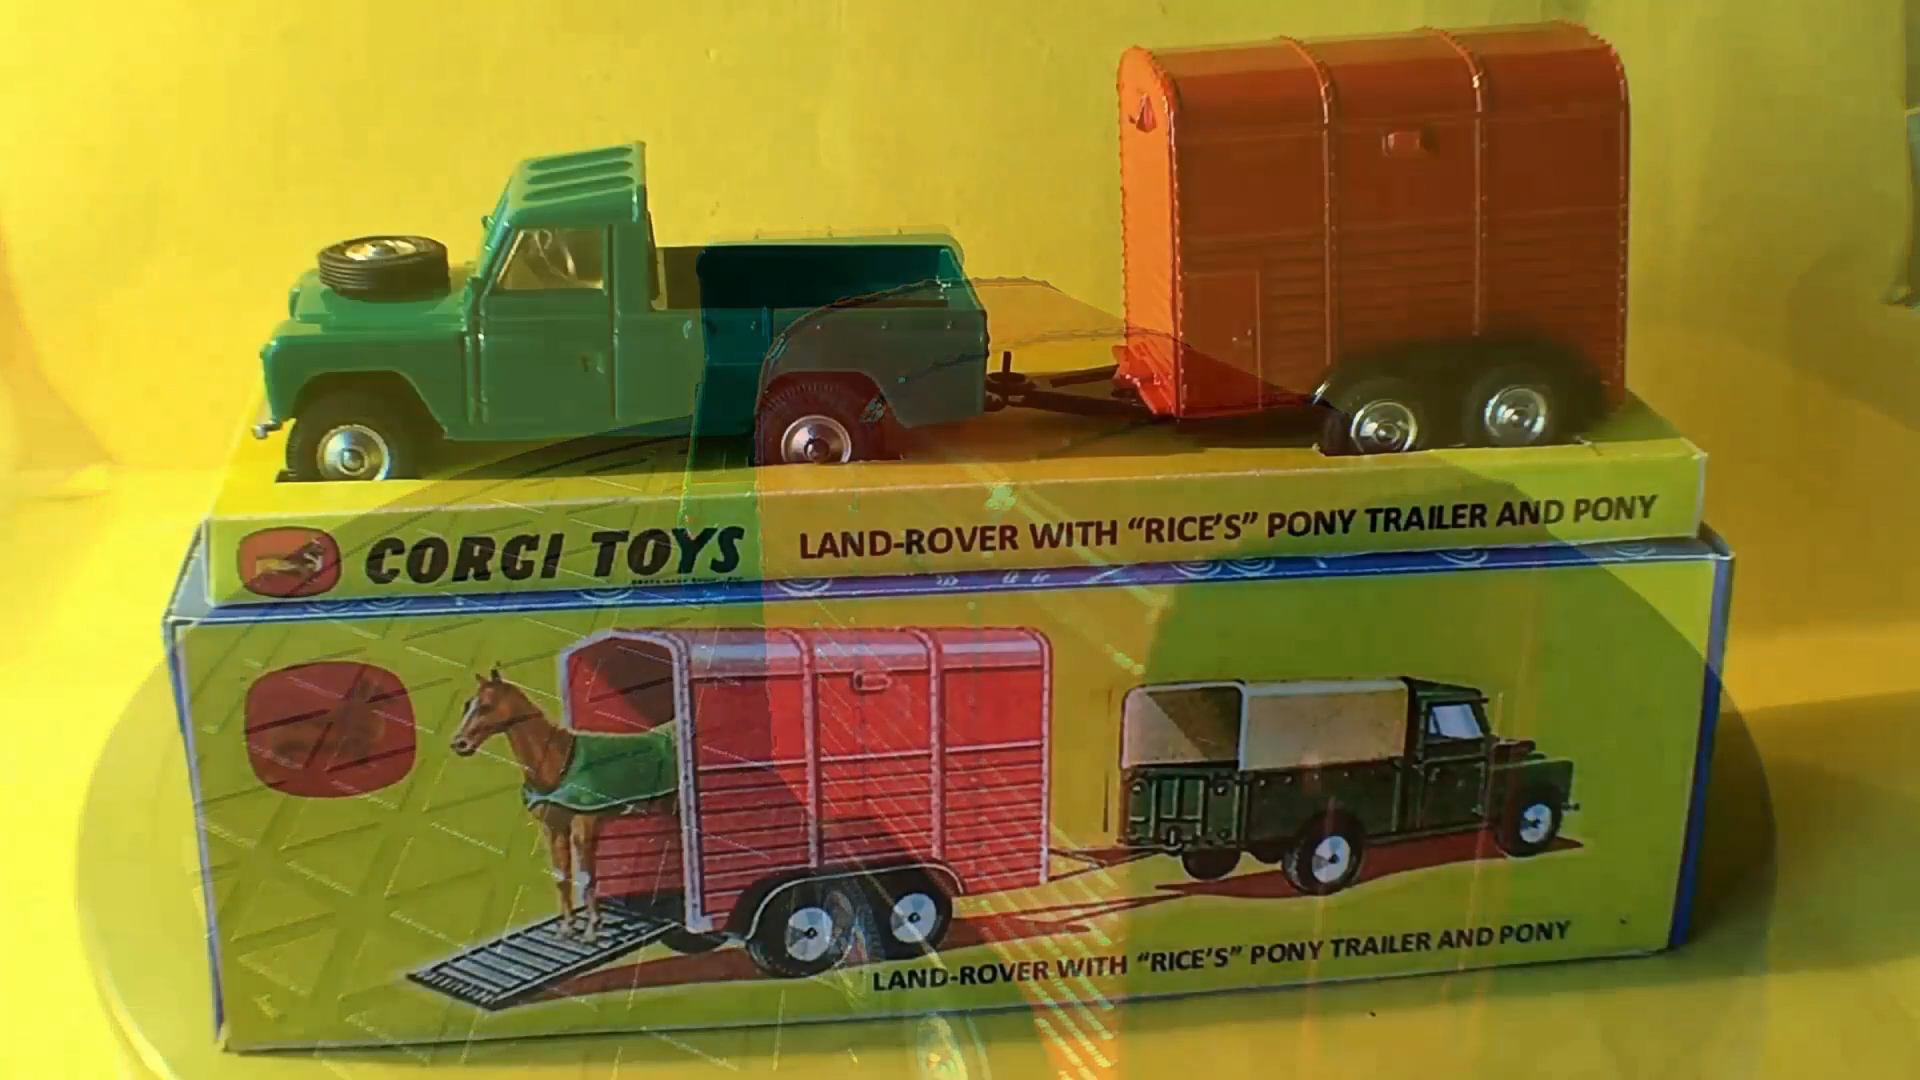 CORGI TOYS
LAND-ROVER WITH “RICE’S” PONY TRAILER AND PONY
LAND-ROVER WITH “RICE’S” PONY TRAILER AND PONY